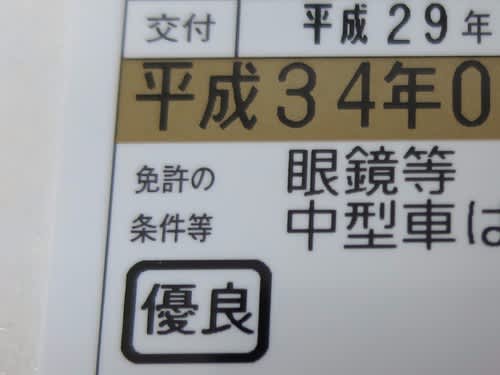 交付 平成29年
平成34年0
免許の 眼鏡等
条件等 中型車は
優良